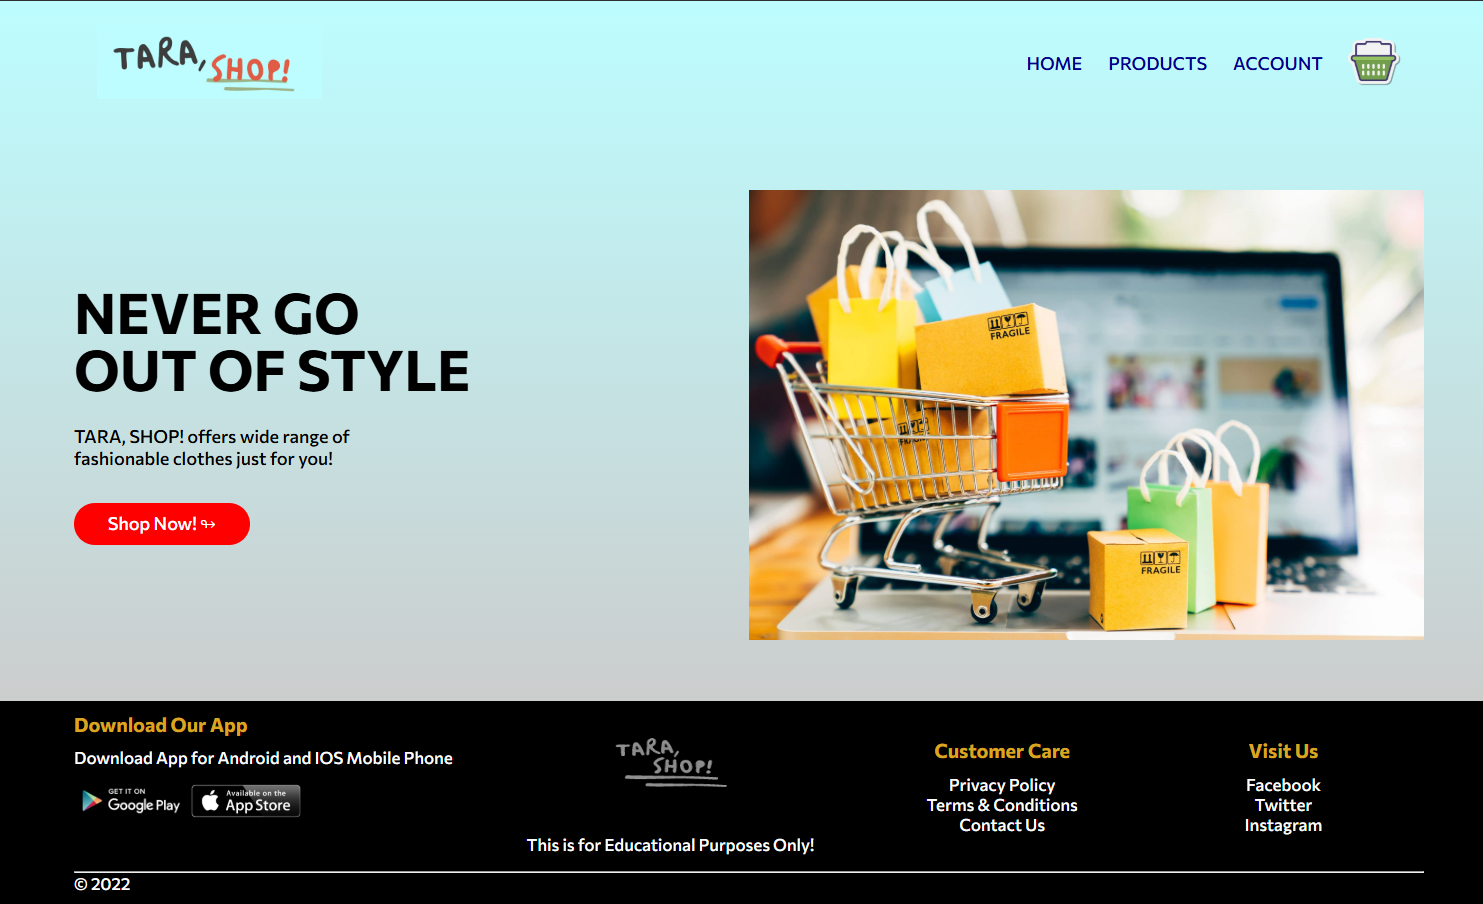 TARA, SHOP!
HOME PRODUCTS ACCOUNT
NEVER GO
OUT OF STYLE
TARA, SHOP! offers wide range of
fashionable clothes just for you!
Shop Now! ↬
FRAGILE
FRAGILE
FRAGILE
Download Our App
Download App for Android and IOS Mobile Phone
GET IT ON
Google Play
Available on the
App Store
TARA,
SHOP!
This is for Educational Purposes Only!
Customer Care
Privacy Policy
Terms & Conditions
Contact Us
Visit Us
Facebook
Twitter
Instagram
© 2022